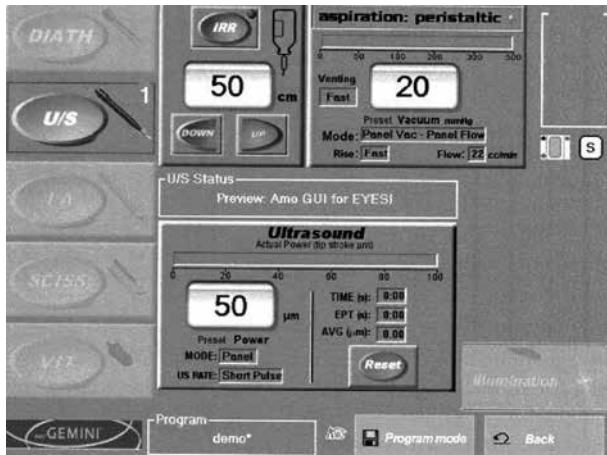 DIATH
U/S
1
I/A
SCISS
VIT
IRR
50
cm
DOWN
UP
aspiration: peristaltic
0 50 100 200 300 500
Venting
Fast
20
Preset Vacuum mmHg
Mode: Panel Vac - Panel Flow
Rise: Fast
Flow: 22 cc/min
S
U/S Status
Preview: Amo GUI for EYESI
Ultrasound
Actual Power (tip stroke µm)
0 20 40 60 80 100
50
µm
Preset Power
MODE: Panel
US RATE: Short Pulse
TIME (s): 0:00
EPT (s): 0:00
AVG (µm): 0.00
Reset
Illumination
GEMINI
Program
demo*
Program mode
Back